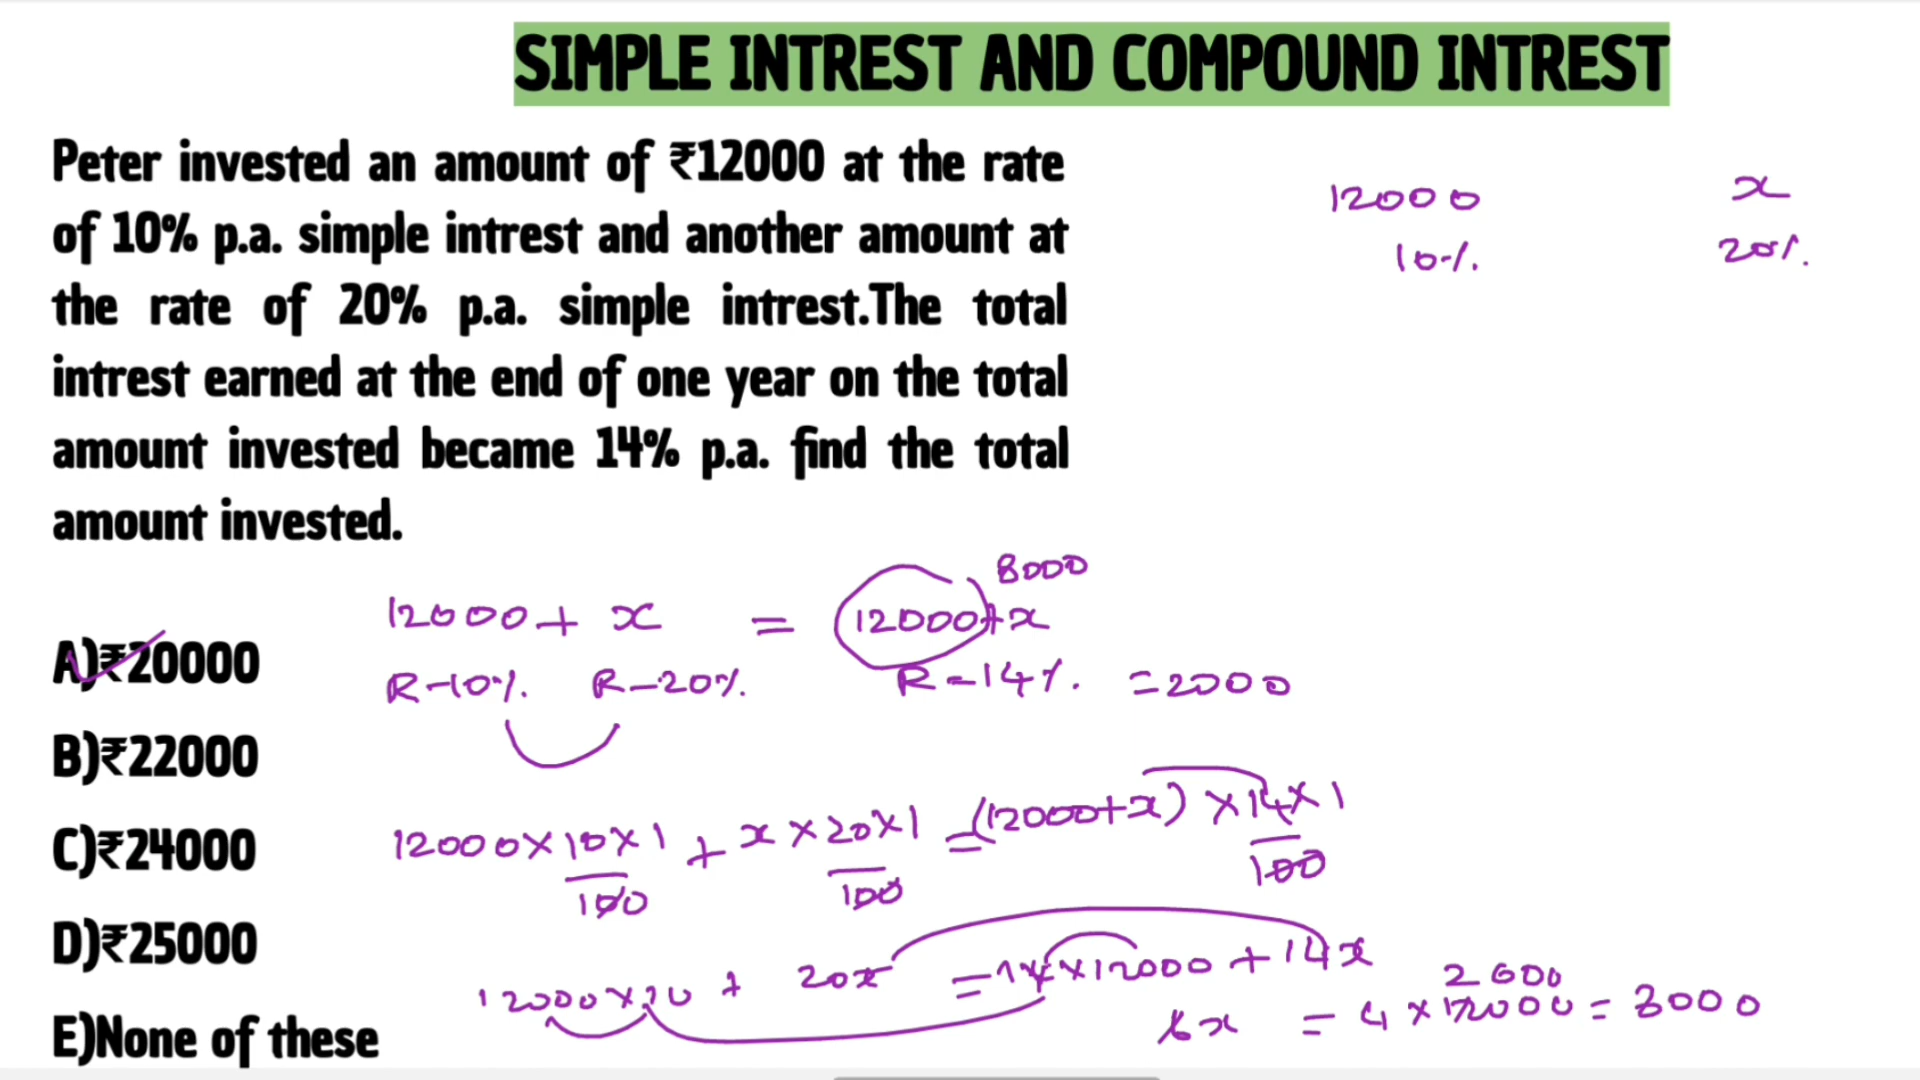 SIMPLE INTREST AND COMPOUND INTREST
Peter invested an amount of ₹12000 at the rate
of 10% p.a. simple intrest and another amount at
the rate of 20% p.a. simple intrest.The total
intrest earned at the end of one year on the total
amount invested became 14% p.a. find the total
amount invested.
12000 x
10% 20%
8000
12000 + x = 12000+x
R-10% R-20% R-14% =2000
A)₹20000
B)₹22000
C)₹24000
D)₹25000
E)None of these
12000×10×1 + x×20×1 =(12000+x)×14×1
100 100 100
12000×10 + 20x =14×12000+14x
2000
6x = 4×12000 = 8000